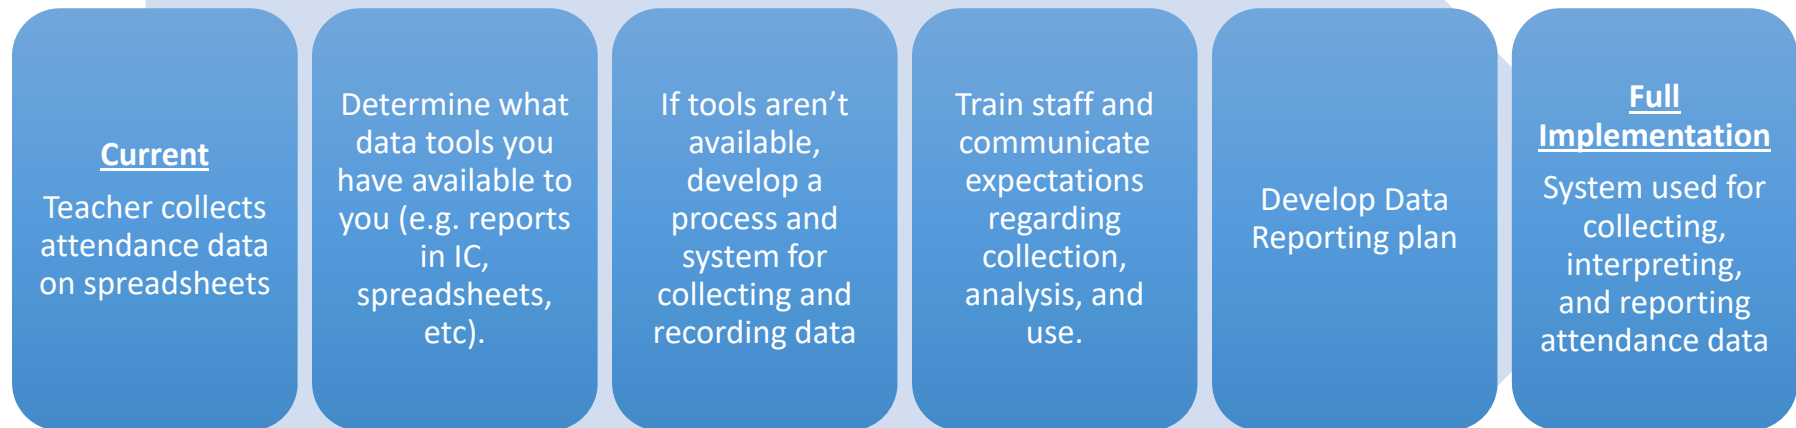 Current
Teacher collects
attendance data
on spreadsheets
Determine what
data tools you
have available to
you (e.g. reports
in IC,
spreadsheets,
etc).
If tools aren’t
available,
develop a
process and
system for
collecting and
recording data
Train staff and
communicate
expectations
regarding
collection,
analysis, and
use.
Develop Data
Reporting plan
Full
Implementation
System used for
collecting,
interpreting,
and reporting
attendance data